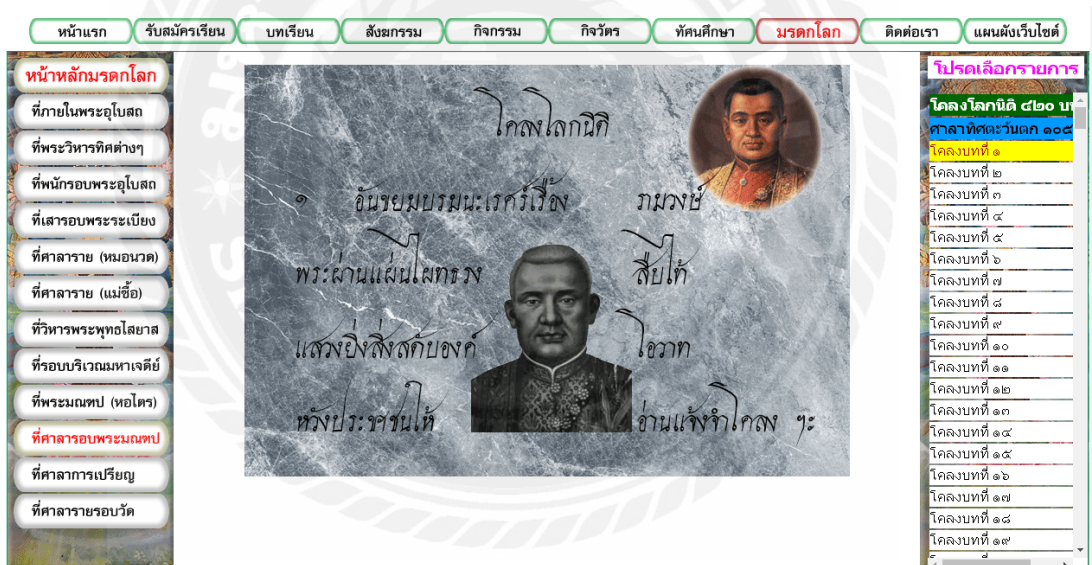 หน้าแรก รับสมัครเรียน บทเรียน สังฆกรรม กิจกรรม กิจวัตร ทัศนศึกษา มรดกโลก ติดต่อเรา แผนผังเว็บไซต์
หน้าหลักมรดกโลก
ที่ภายในพระอุโบสถ
ที่พระวิหารทิศต่างๆ
ที่พนักรอบพระอุโบสถ
ที่เสารอบพระระเบียง
ที่ศาลาราย (หมอนวด)
ที่ศาลาราย (แม่ซื้อ)
ที่วิหารพระพุทธไสยาส
ที่รอบบริเวณมหาเจดีย์
ที่พระมณฑป (หอไตร)
ที่ศาลารอบพระมณฑป
ที่ศาลาการเปรียญ
ที่ศาลารายรอบวัด
โคลงโลกนิติ
๑ อันขยมบรมนะเรศร์เรื้อง รามวงษ์
พระผ่านแผ่นไผทธรง สืบไท้
แสวงยิ่งสิ่งสดับองค์ โอวาท
หวังประชาชนให้ อ่านแจ้งจำโคลง ๆะ
โปรดเลือกรายการ
โคลงโลกนิติ ๔๒๐ บท
ศาลาทิศตะวันตก ๑๐๕
โคลงบทที่ ๑
โคลงบทที่ ๒
โคลงบทที่ ๓
โคลงบทที่ ๔
โคลงบทที่ ๕
โคลงบทที่ ๖
โคลงบทที่ ๗
โคลงบทที่ ๘
โคลงบทที่ ๙
โคลงบทที่ ๑๐
โคลงบทที่ ๑๑
โคลงบทที่ ๑๒
โคลงบทที่ ๑๓
โคลงบทที่ ๑๔
โคลงบทที่ ๑๕
โคลงบทที่ ๑๖
โคลงบทที่ ๑๗
โคลงบทที่ ๑๘
โคลงบทที่ ๑๙